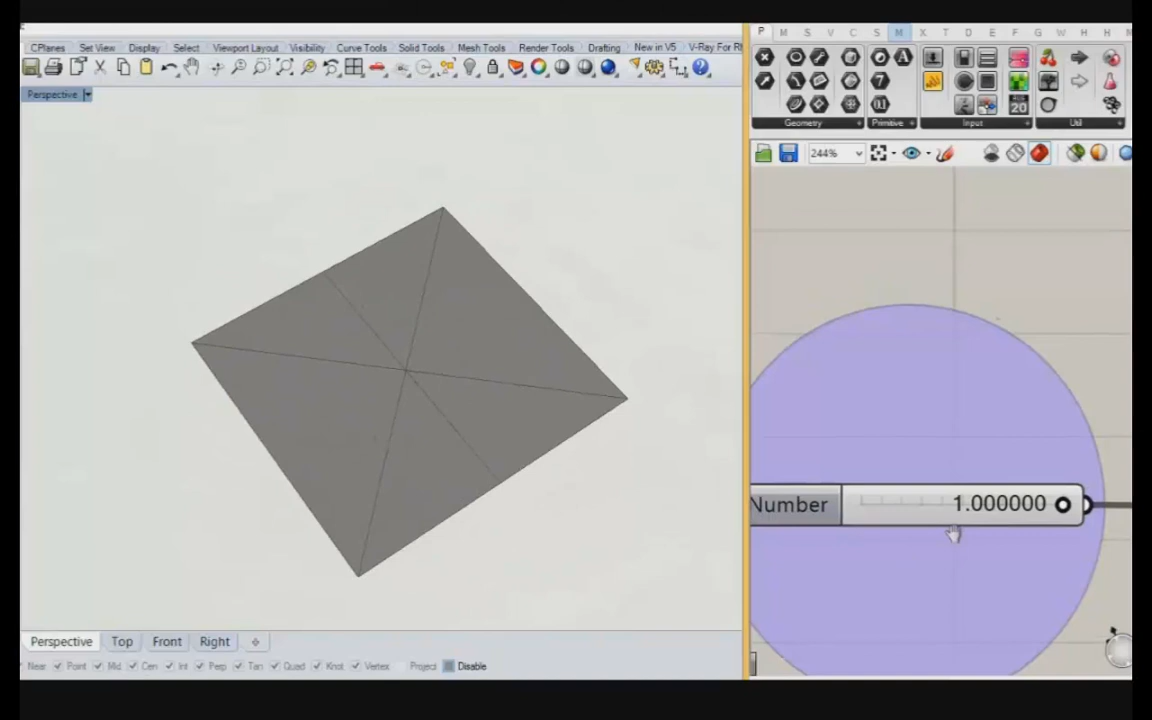 CPlanes Set View Display Select Viewport Layout Visibility Curve Tools Solid Tools Mesh Tools Render Tools Drafting New in V5 V-Ray For
P M S V C S S M X T D E F G W K H H
Perspective
20
Geometry Primitive Input Util
244%
Number 1.000000
Perspective Top Front Right
Near Point Mid Cen Int Perp Tan Quad Knot Vertex Project Disable